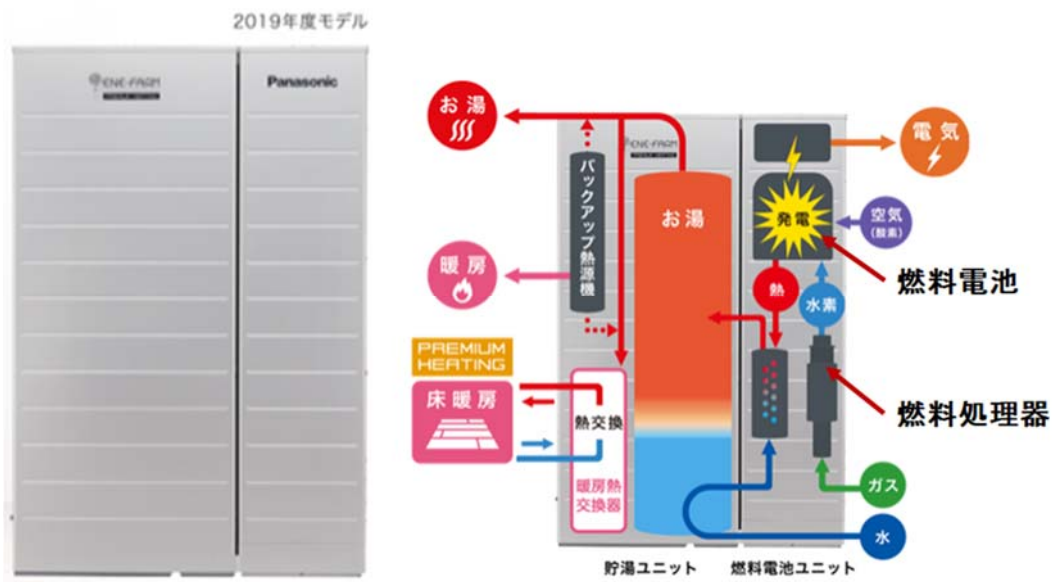 2019年度モデル
ENE-FARM
PREMIUM HEATING
Panasonic
お湯
ENE-FARM
電気
バックアップ熱源機
お湯
発電
空気
(酸素)
燃料電池
暖房
熱
水素
PREMIUM
HEATING
床暖房
熱交換
燃料処理器
暖房熱
交換器
ガス
水
貯湯ユニット
燃料電池ユニット